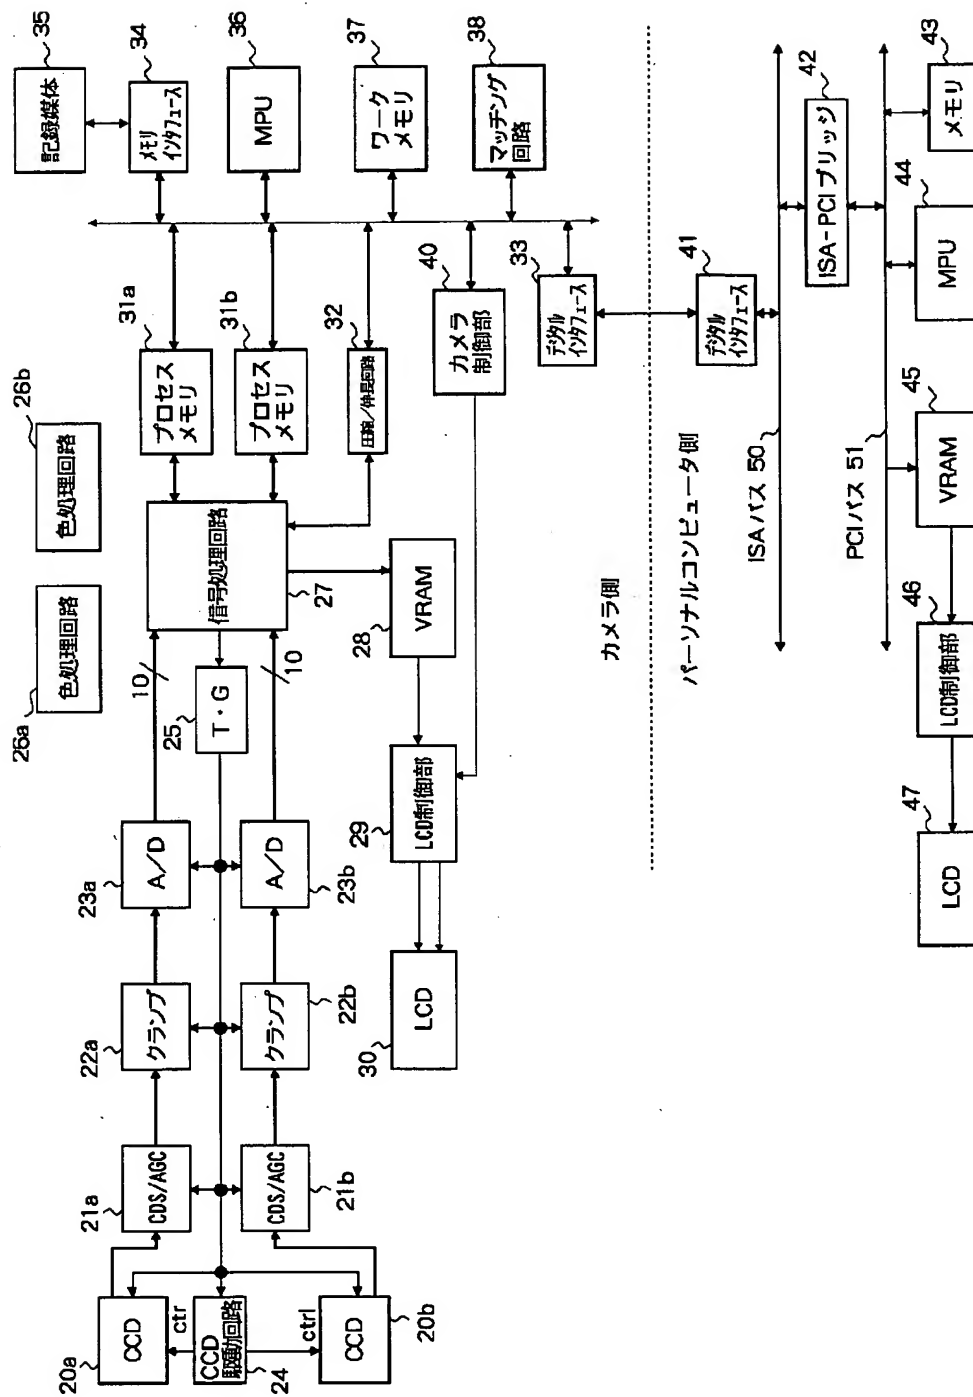 35
記録媒体
34
メモリ
インタフェース
36
MPU
37
ワーク
メモリ
38
マッチング
回路
26b
色処理回路
26a
色処理回路
31a
プロセス
メモリ
31b
プロセス
メモリ
32
圧縮／伸長回路
40
カメラ
制御部
33
デジタル
インタフェース
信号処理回路
27
10
10
T・G
25
28
VRAM
LCD制御部
29
LCD
30
A/D
23a
A/D
23b
クランプ
22a
クランプ
22b
CDS/AGC
21a
CDS/AGC
21b
CCD
20a
ctr
CCD
駆動回路
24
ctrl
CCD
20b
カメラ側
パーソナルコンピュータ側
41
デジタル
インタフェース
ISAバス 50
42
ISA-PCIブリッジ
PCIバス 51
43
メモリ
44
MPU
45
VRAM
46
LCD制御部
47
LCD